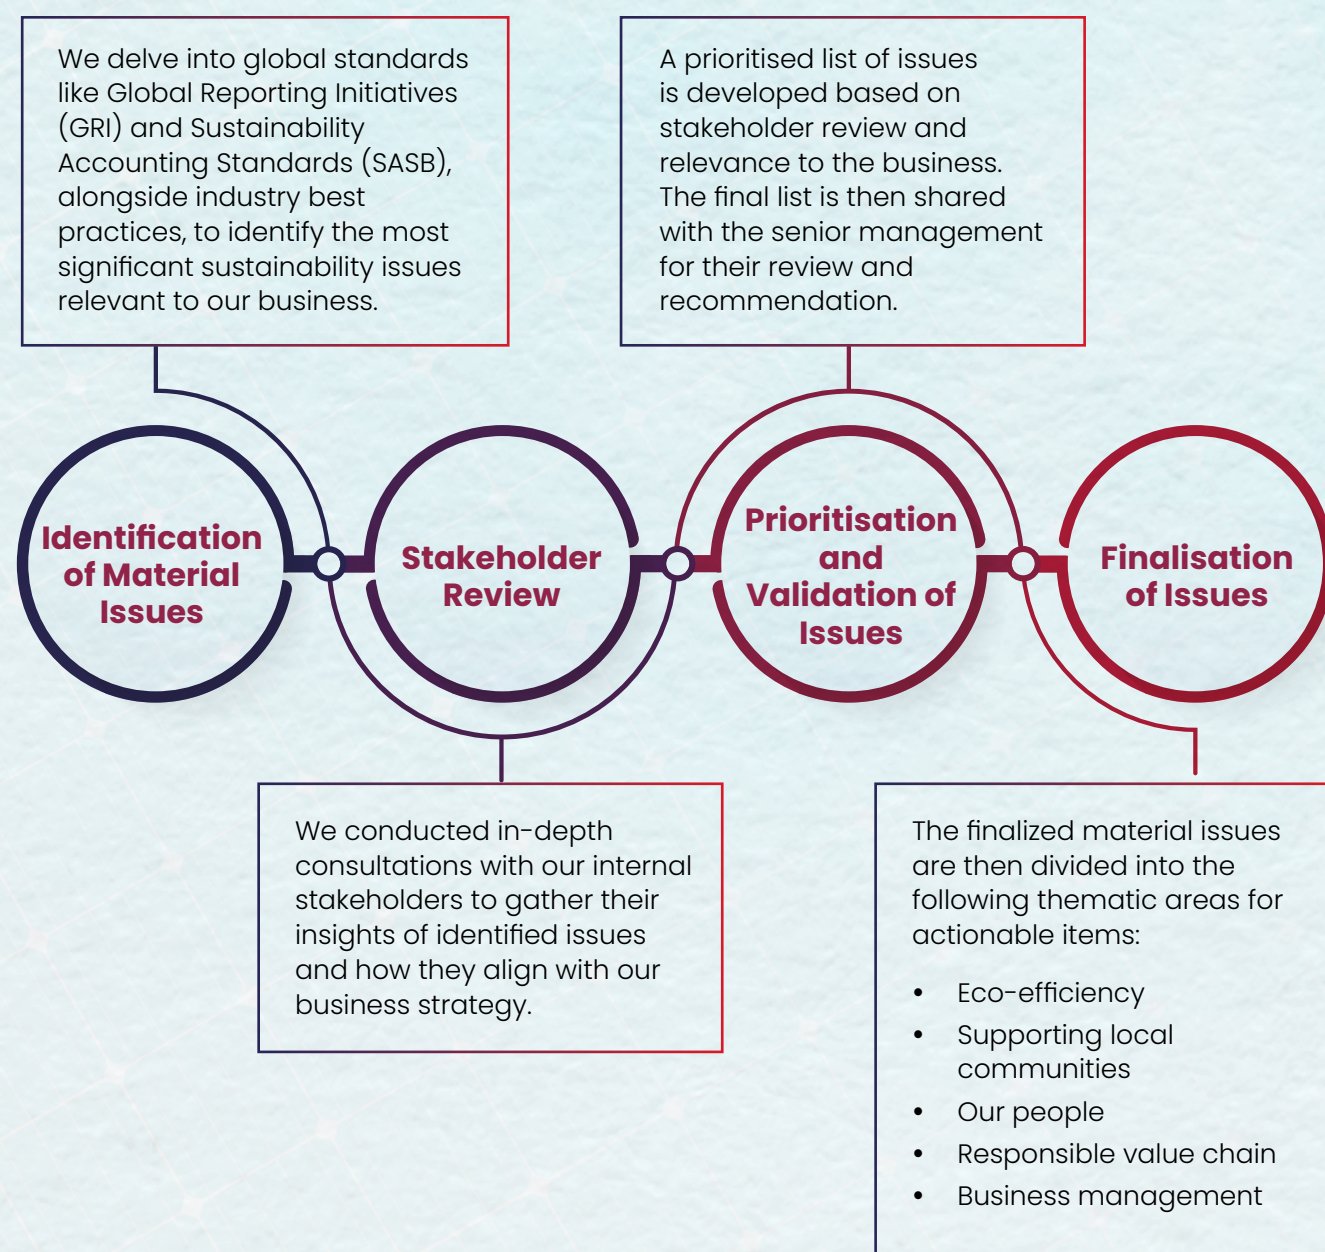 We delve into global standards
like Global Reporting Initiatives
(GRI) and Sustainability
Accounting Standards (SASB),
alongside industry best
practices, to identify the most
significant sustainability issues
relevant to our business.
A prioritised list of issues
is developed based on
stakeholder review and
relevance to the business.
The final list is then shared
with the senior management
for their review and
recommendation.
Identification
of Material
Issues
Stakeholder
Review
Prioritisation
and
Validation of
Issues
Finalisation
of Issues
We conducted in-depth
consultations with our internal
stakeholders to gather their
insights of identified issues
and how they align with our
business strategy.
The finalized material issues
are then divided into the
following thematic areas for
actionable items:
• Eco-efficiency
• Supporting local
communities
• Our people
• Responsible value chain
• Business management